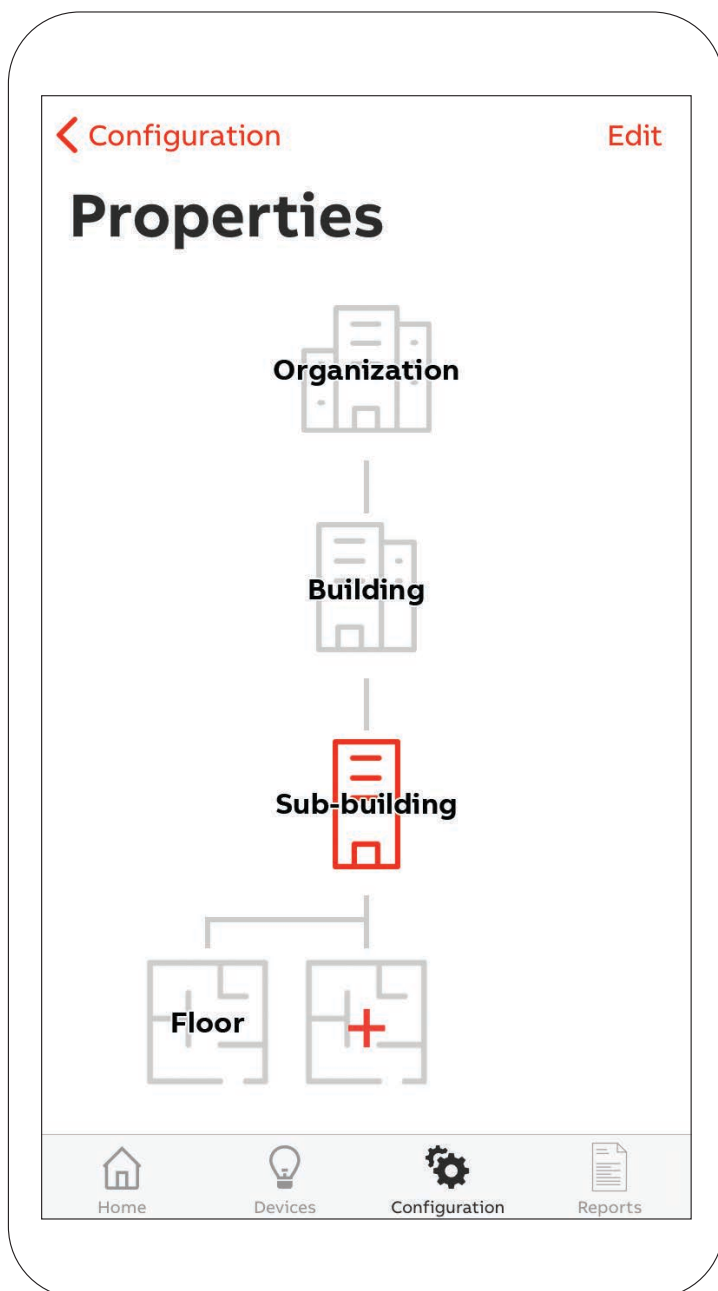 Configuration
Edit
Properties
Organization
Building
Sub-building
Floor
Home
Devices
Configuration
Reports